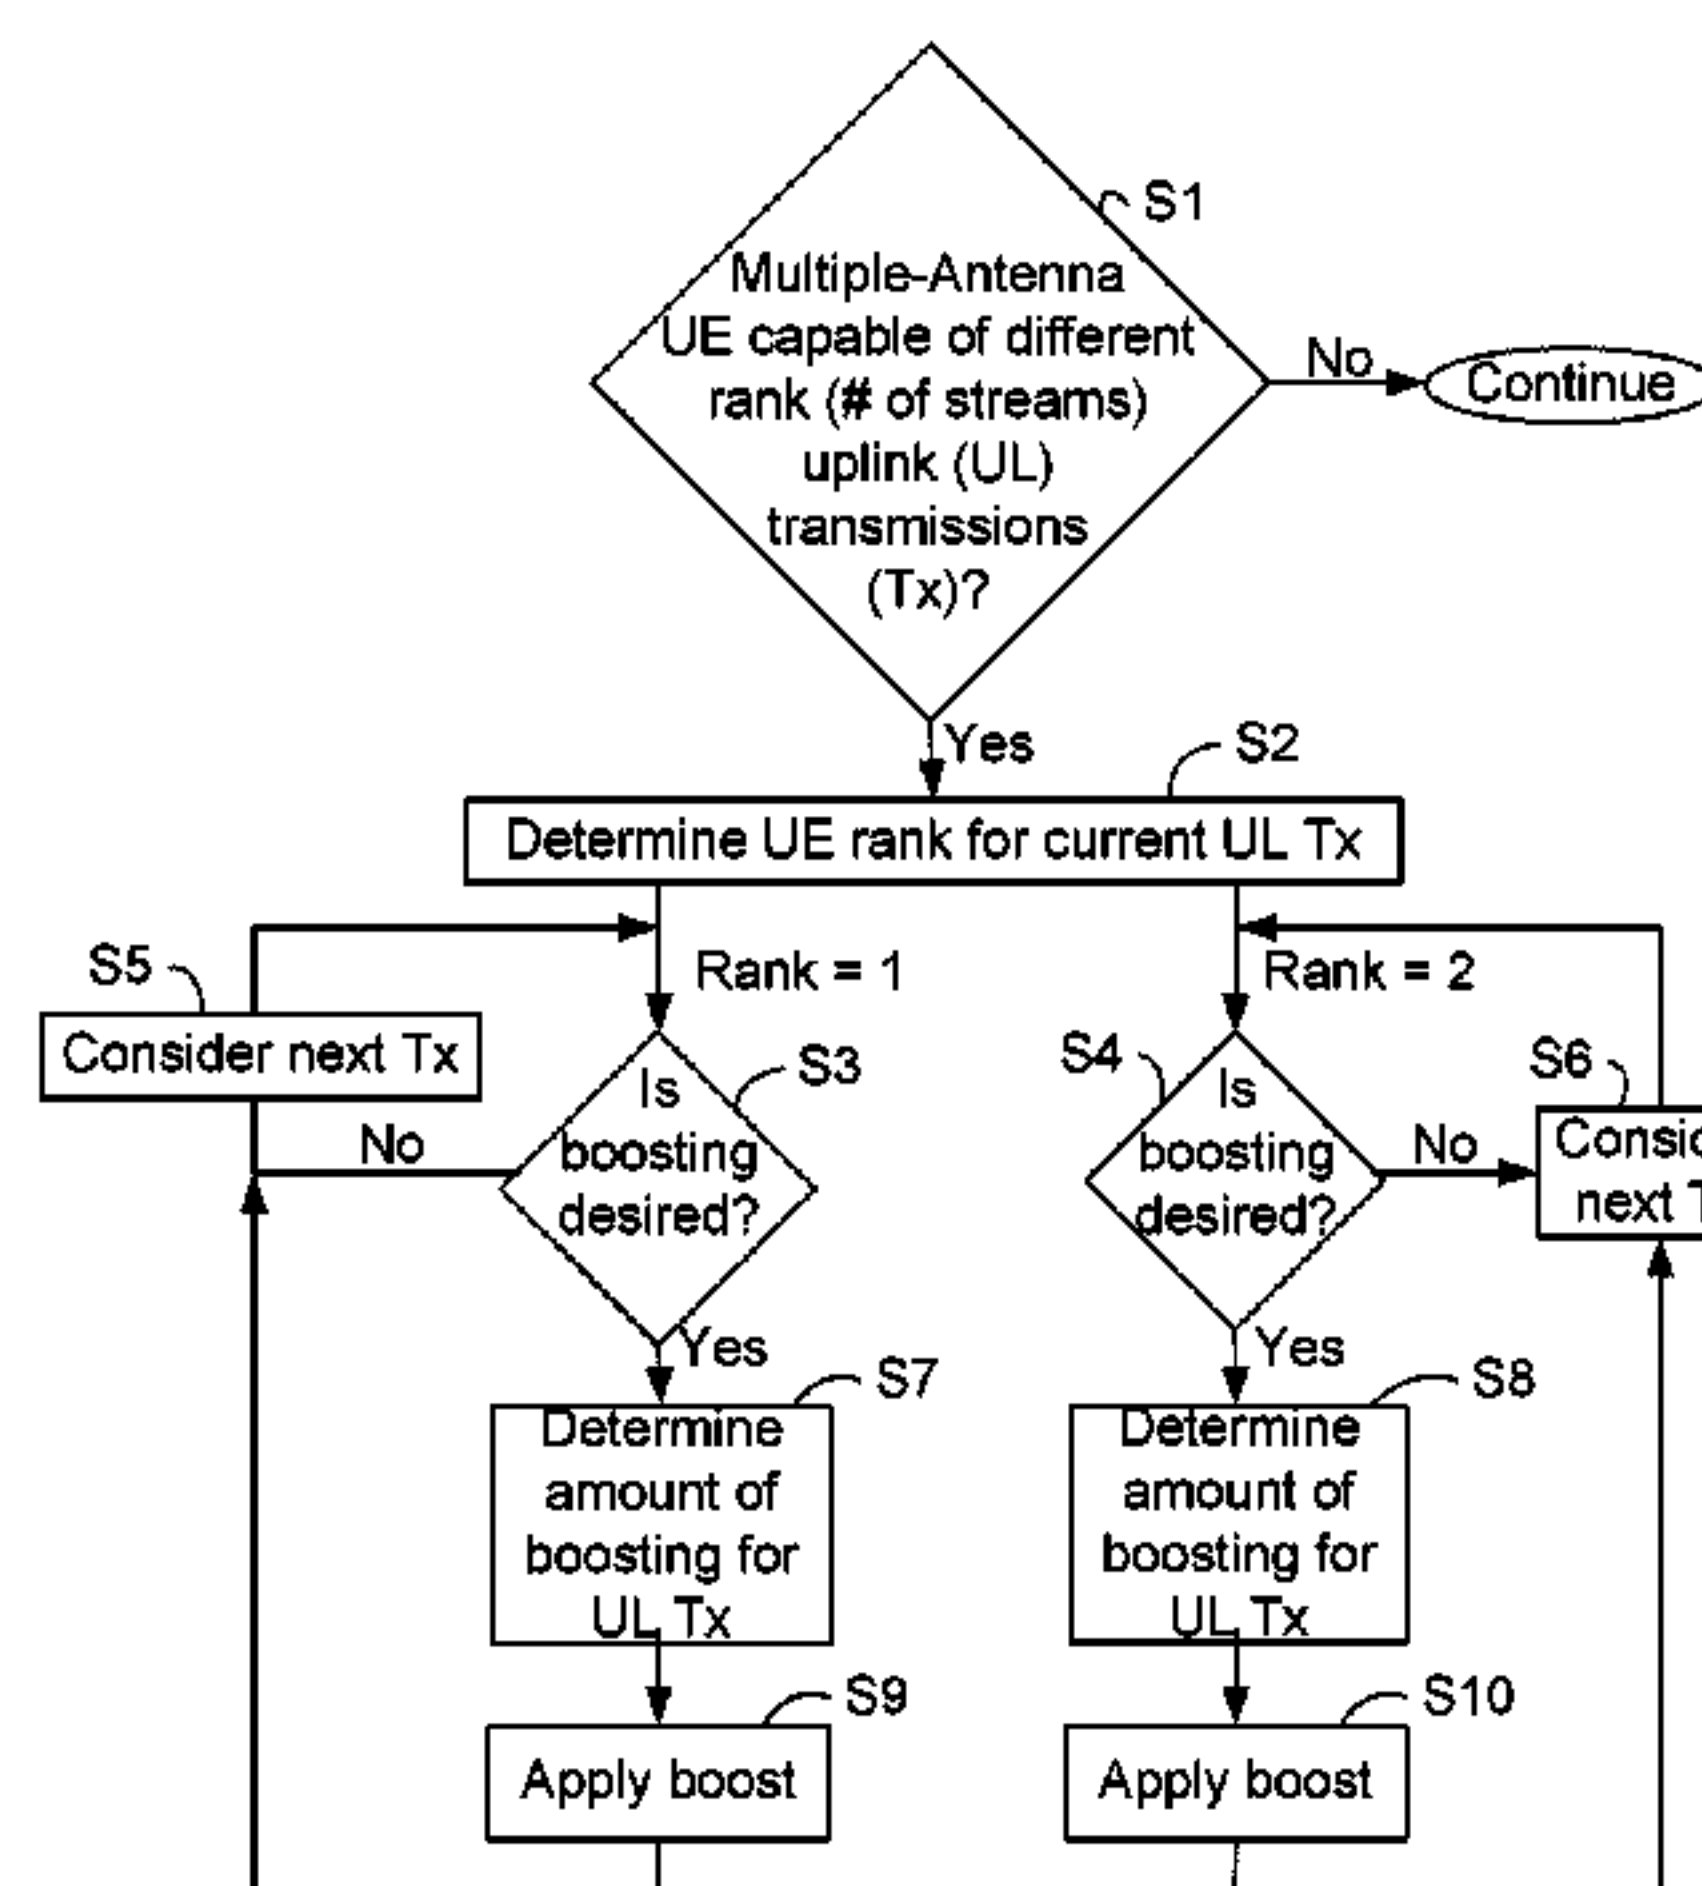 S1
Multiple-Antenna
UE capable of different
rank (# of streams)
uplink (UL)
transmissions
(Tx)?
No
Continue
Yes
S2
Determine UE rank for current UL Tx
Rank = 1
Rank = 2
S5
Consider next Tx
No
S3
Is
boosting
desired?
S4
Is
boosting
desired?
No
S6
next
Yes
Yes
S7
Determine
amount of
boosting for
UL Tx
S8
Determine
amount of
boosting for
UL Tx
S9
Apply boost
S10
Apply boost